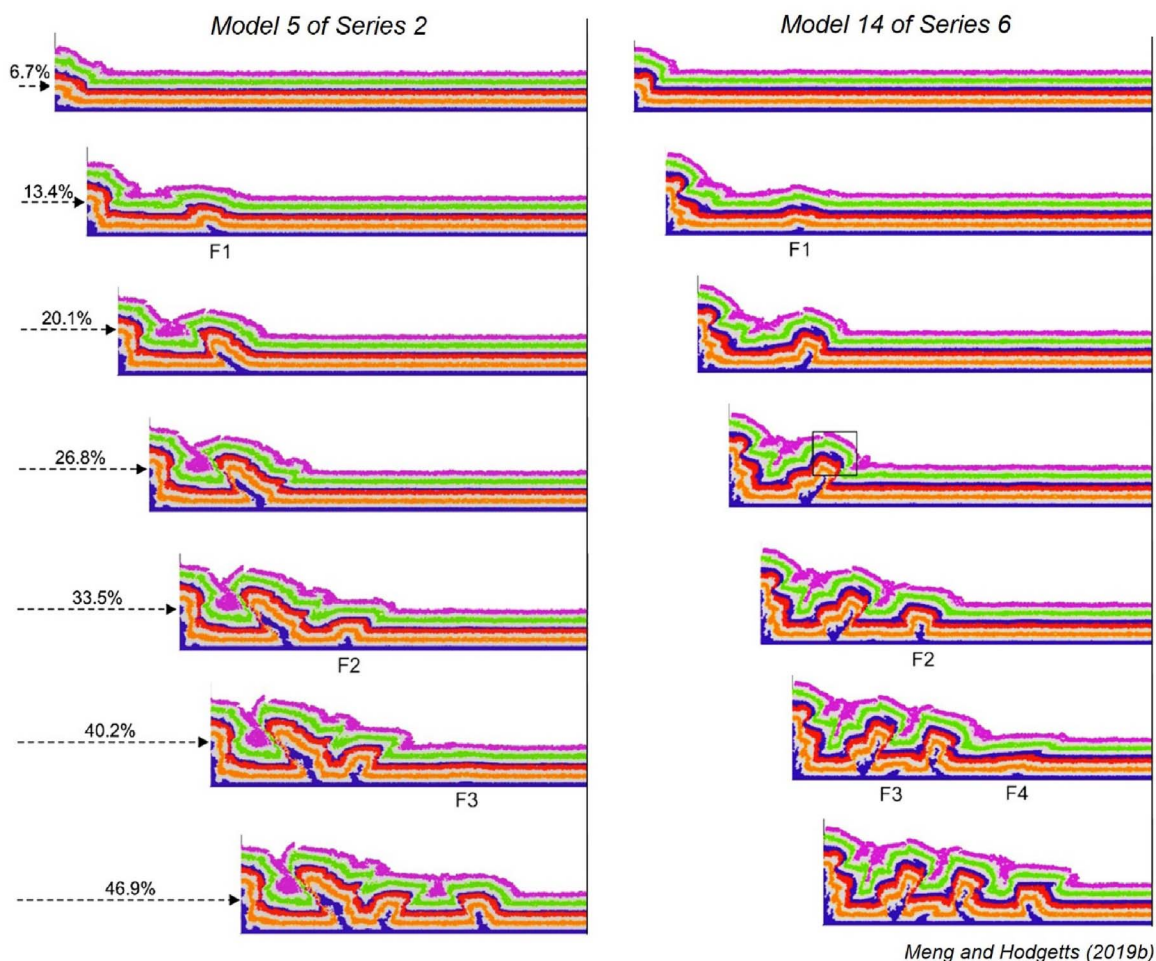 Model 5 of Series 2
Model 14 of Series 6
6.7%
13.4%
F1
F1
20.1%
26.8%
33.5%
F2
F2
40.2%
F3
F3
F4
46.9%
Meng and Hodgetts (2019b)